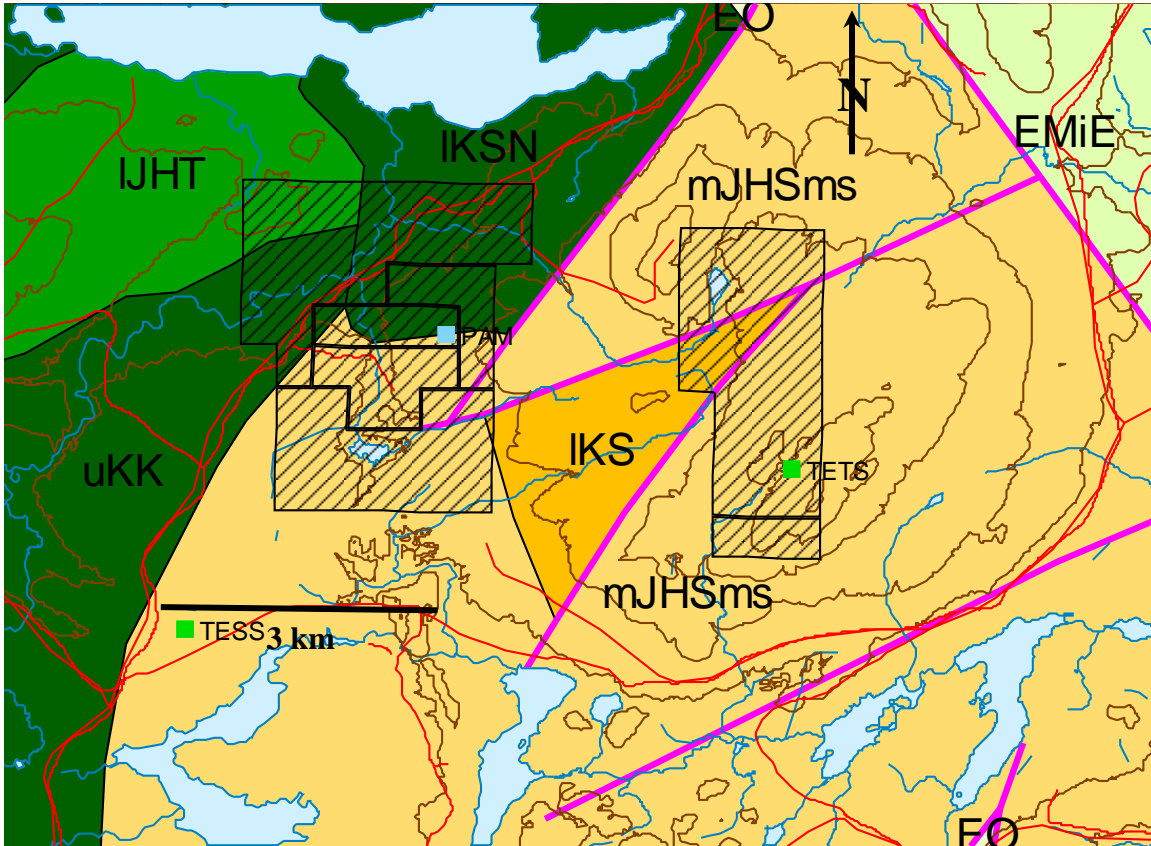 EO
N
EMiE
lKSN
lJHT
mJHSms
PAM
lKS
uKK
TETS
mJHSms
TESS
3 km
EO